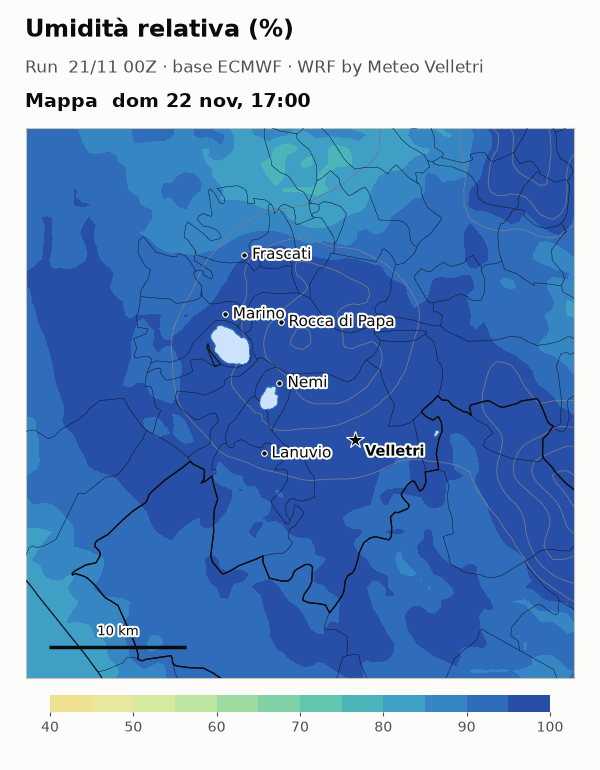 Umidità relativa (%)
Run  21/11 00Z · base ECMWF · WRF by Meteo Velletri
Mappa  dom 22 nov, 17:00
Frascati
Marino
Rocca di Papa
Nemi
Velletri
Lanuvio
10 km
40 50 60 70 80 90 100